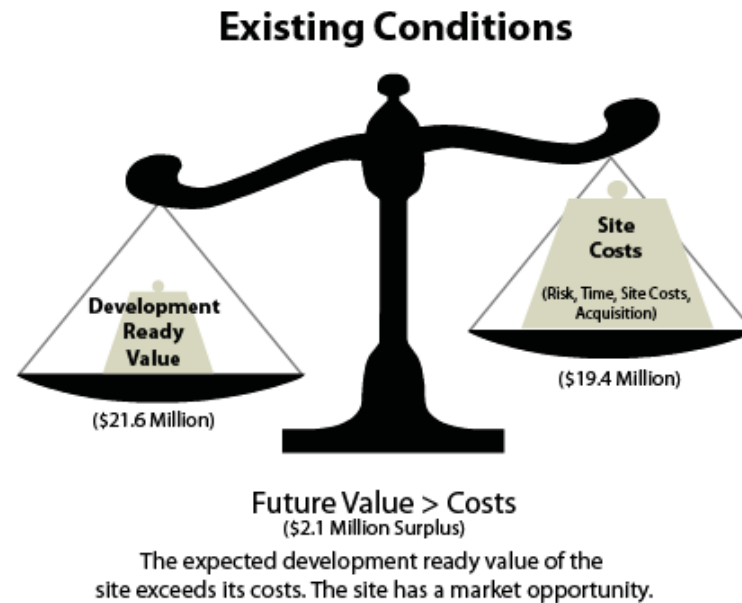 Existing Conditions
Development
Ready
Value
($21.6 Million)
Site
Costs
(Risk, Time, Site Costs,
Acquisition)
($19.4 Million)
Future Value > Costs
($2.1 Million Surplus)
The expected development ready value of the
site exceeds its costs. The site has a market opportunity.